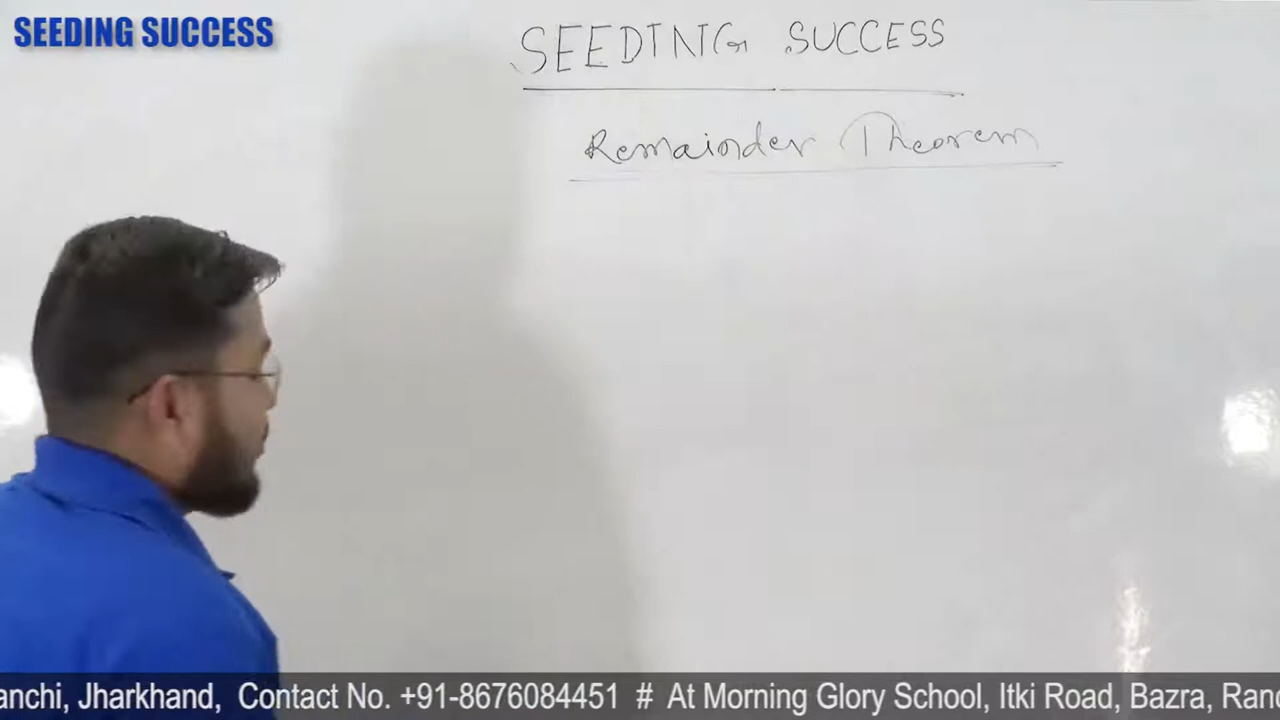 SEEDING SUCCESS
SEEDING SUCCESS
Remainder Theorem
anchi, Jharkhand, Contact No. +91-8676084451 # At Morning Glory School, Itki Road, Bazra, Ranc